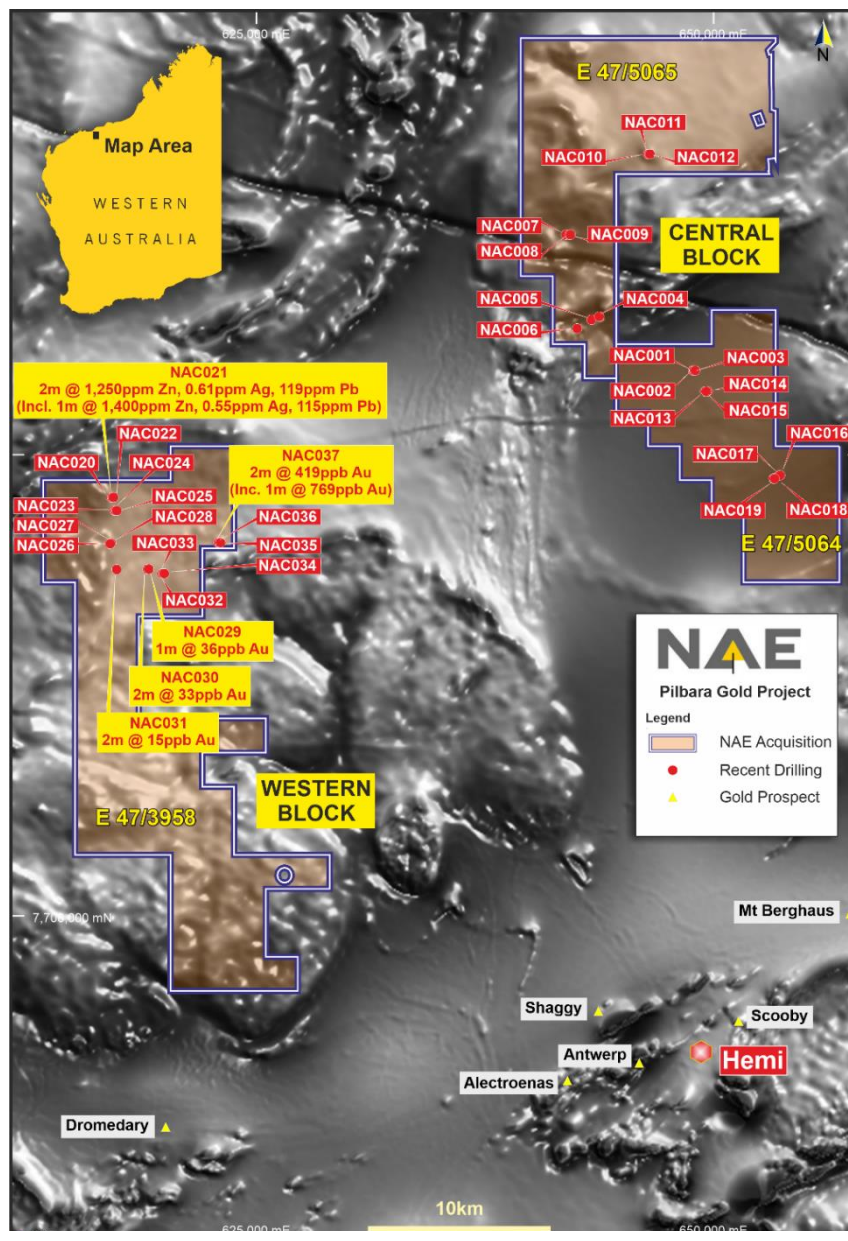 625,000 mE
650,000 mE
N
E 47/5065
Map Area
WESTERN
AUSTRALIA
NAC011
NAC010
NAC012
NAC007
NAC009
NAC008
CENTRAL
BLOCK
NAC005
NAC004
NAC006
NAC001
NAC003
NAC002
NAC014
NAC013
NAC015
NAC021
2m @ 1,250ppm Zn, 0.61ppm Ag, 119ppm Pb
(Incl. 1m @ 1,400ppm Zn, 0.55ppm Ag, 115ppm Pb)
NAC016
NAC017
NAC019
NAC018
E 47/5064
NAC022
NAC020
NAC024
NAC037
2m @ 419ppb Au
(Inc. 1m @ 769ppb Au)
NAC023
NAC025
NAC027
NAC028
NAC036
NAC026
NAC033
NAC035
NAC034
NAC032
NAC029
1m @ 36ppb Au
NAC030
2m @ 33ppb Au
NAC031
2m @ 15ppb Au
NAE
Pilbara Gold Project
Legend
NAE Acquisition
Recent Drilling
Gold Prospect
WESTERN
BLOCK
E 47/3958
7,700,000 mN
Mt Berghaus
Shaggy
Scooby
Antwerp
Hemi
Alectroenas
Dromedary
10km
625,000 mE
650,000 mE